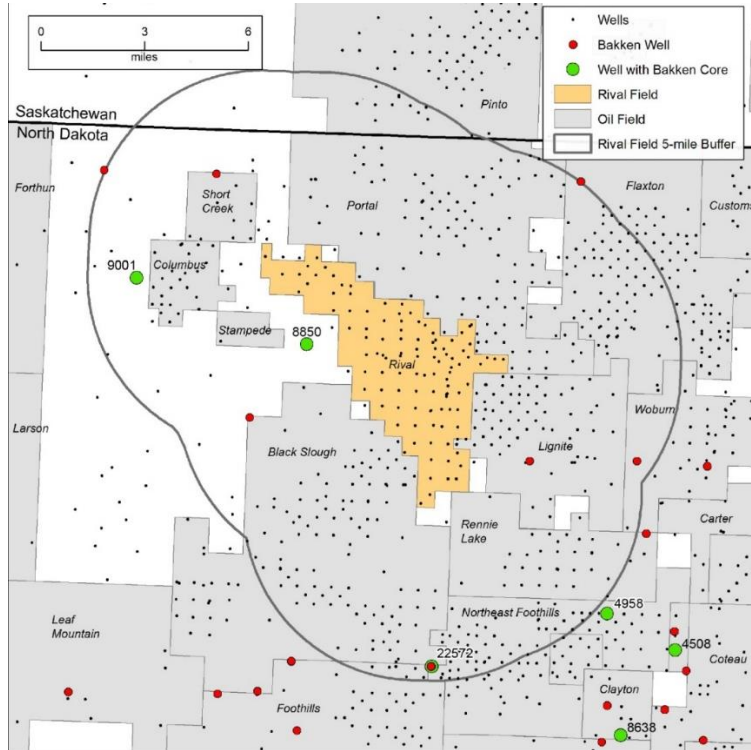 0 3 6
miles
Wells
Bakken Well
Well with Bakken Core
Rival Field
Oil Field
Rival Field 5-mile Buffer
Pinto
Saskatchewan
North Dakota
Forthun
Short
Creek
Portal
Flaxton
Customs
9001
Columbus
Stampede
8850
Rival
Larson
Black Slough
Lignite
Woburn
Carter
Rennie
Lake
Leaf
Mountain
Northeast Foothills
4958
4508
22572
Coteau
Clayton
Foothills
8638